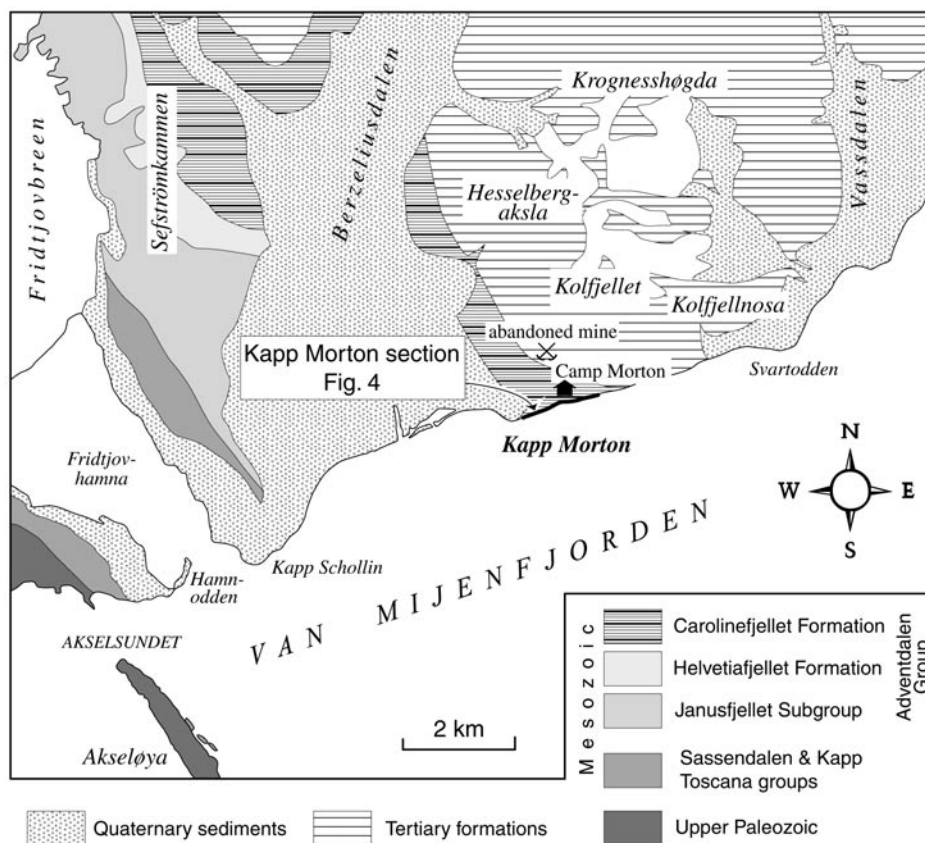 Fridtjovbreen
Sefströmkammen
Berzeliusdalen
Krognesshøgda
Vassdalen
Hesselberg-
aksla
Kolfjellet
Kolfjellnosa
abandoned mine
Kapp Morton section
Fig. 4
Camp Morton
Svartodden
Kapp Morton
Fridtjov-
hamna
N
W
E
S
Kapp Schollin
Hamn-
odden
VAN MIJENFJORDEN
AKSELSUNDET
Akseløya
2 km
Mesozoic
Carolinefjellet Formation
Helvetiafjellet Formation
Janusfjellet Subgroup
Adventdalen
Group
Sassendalen & Kapp
Toscana groups
Quaternary sediments
Tertiary formations
Upper Paleozoic